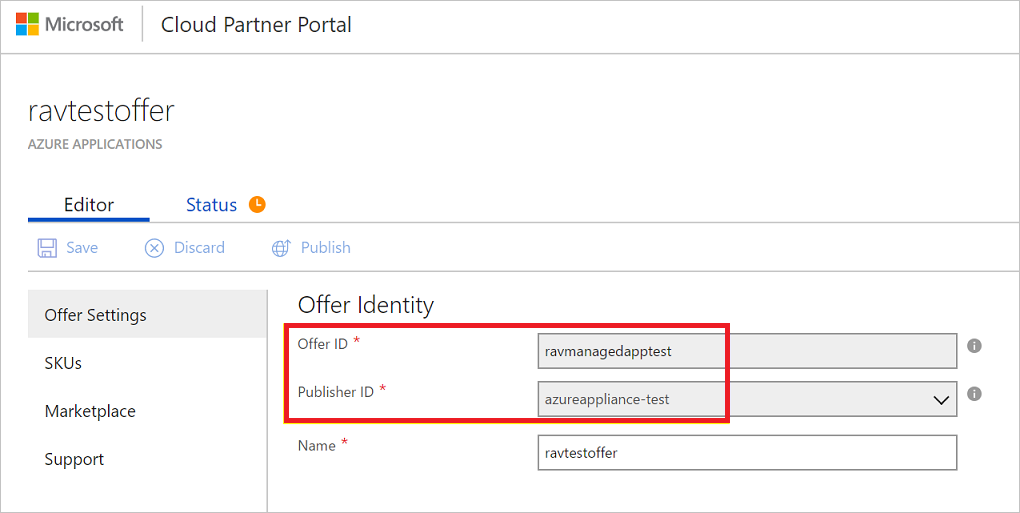 Microsoft Cloud Partner Portal
ravtestoffer
AZURE APPLICATIONS
Editor Status
Save Discard Publish
Offer Settings
SKUs
Marketplace
Support
Offer Identity
Offer ID * ravmanagedapptest
Publisher ID * azureappliance-test
Name * ravtestoffer